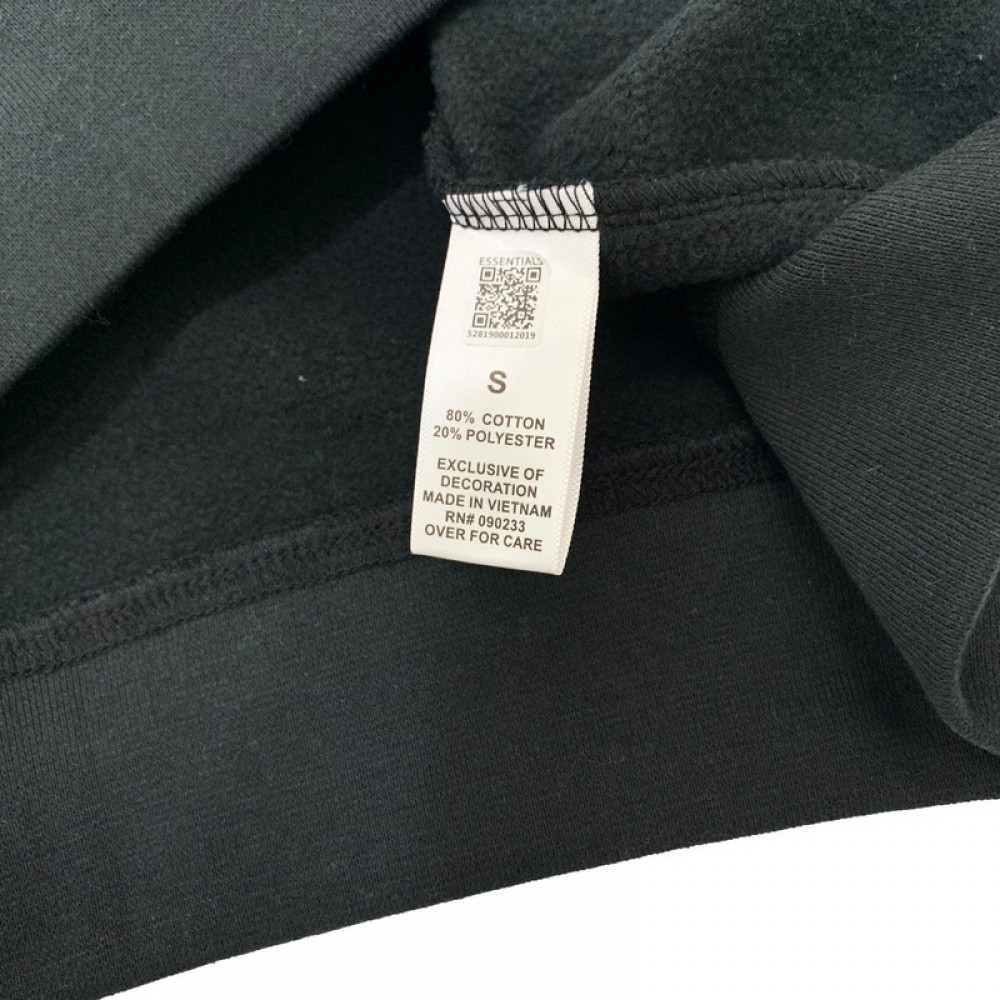 ESSENTIALS
5281900012019
S
80% COTTON
20% POLYESTER
EXCLUSIVE OF
DECORATION
MADE IN VIETNAM
RN# 090233
OVER FOR CARE